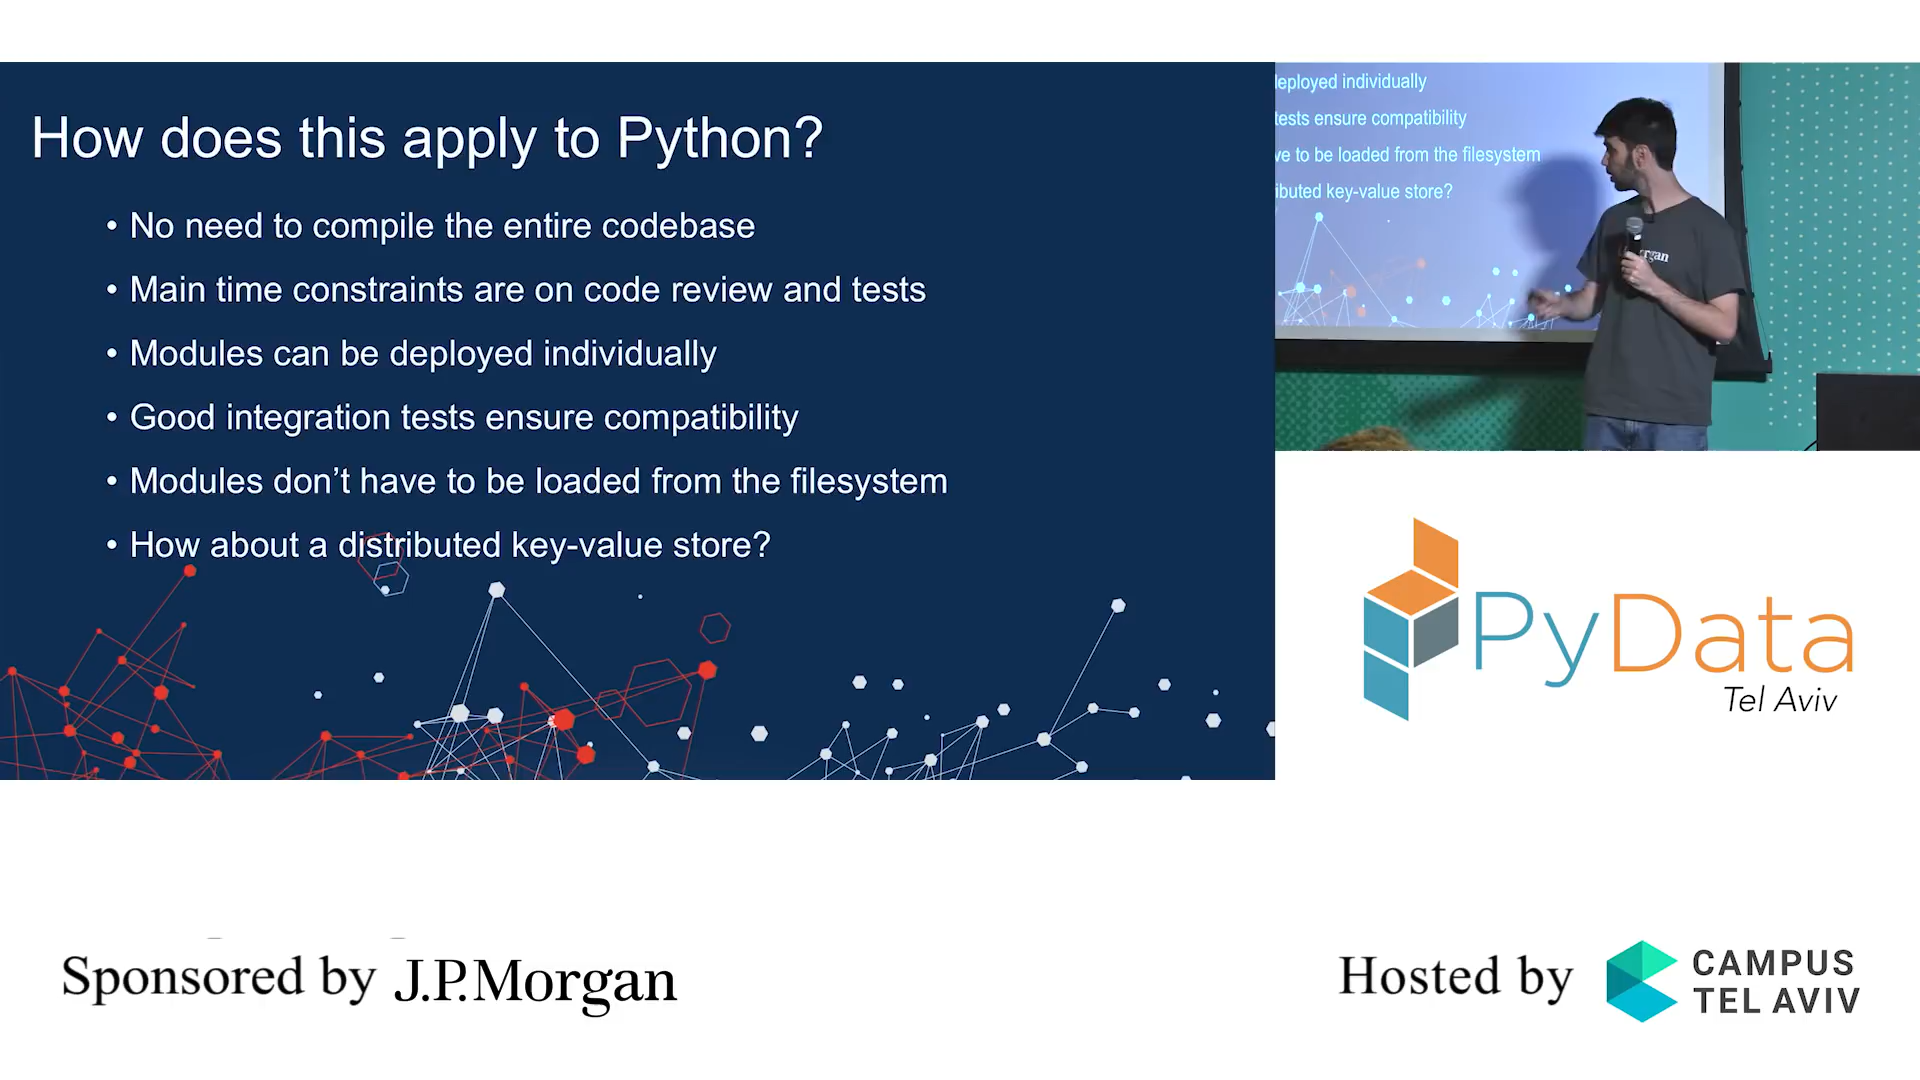 How does this apply to Python?
• No need to compile the entire codebase
• Main time constraints are on code review and tests
• Modules can be deployed individually
• Good integration tests ensure compatibility
• Modules don’t have to be loaded from the filesystem
• How about a distributed key-value store?
deployed individually
tests ensure compatibility
ve to be loaded from the filesystem
ibuted key-value store?
PyData
Tel Aviv
Sponsored by J.P.Morgan
Hosted by
CAMPUS
TEL AVIV